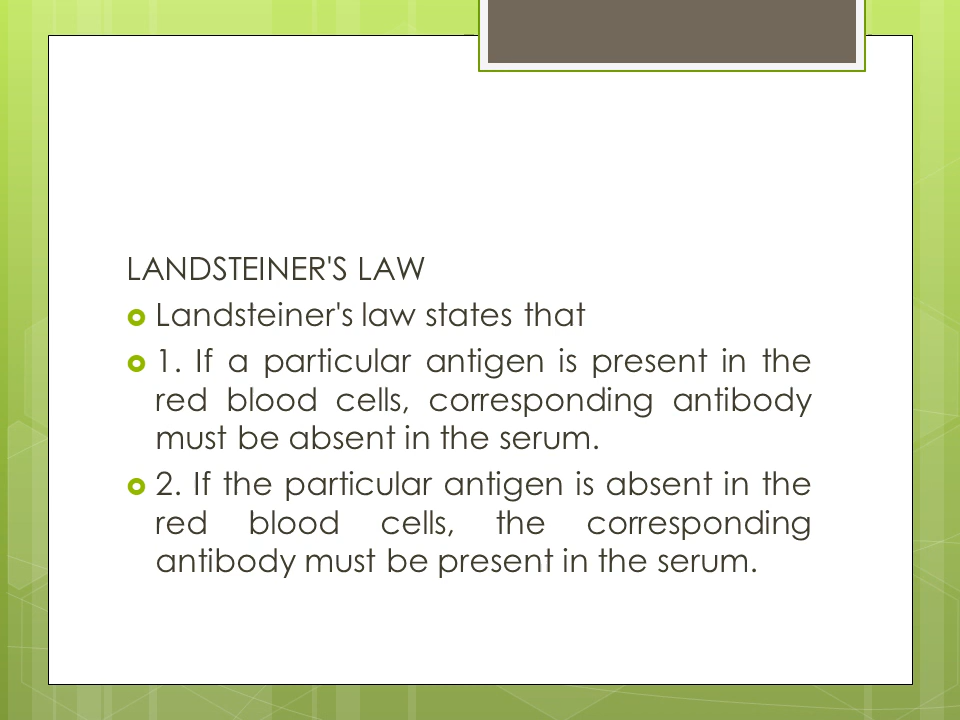 LANDSTEINER'S LAW
Landsteiner's law states that
1. If a particular antigen is present in the
red blood cells, corresponding antibody
must be absent in the serum.
2. If the particular antigen is absent in the
red blood cells, the corresponding
antibody must be present in the serum.